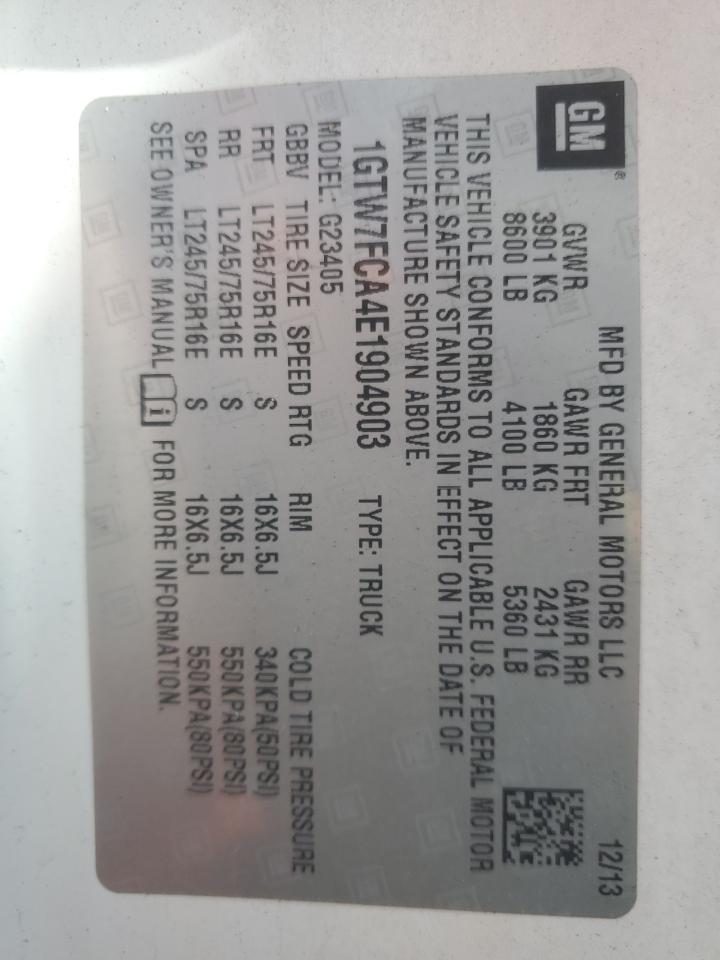 GM®
MFD BY GENERAL MOTORS LLC 12/13
GVWR GAWR FRT GAWR RR
3901 KG 1860 KG 2431 KG
8600 LB 4100 LB 5360 LB
THIS VEHICLE CONFORMS TO ALL APPLICABLE U.S. FEDERAL MOTOR
VEHICLE SAFETY STANDARDS IN EFFECT ON THE DATE OF
MANUFACTURE SHOWN ABOVE.
1GTW7FCA4E1904903 TYPE: TRUCK
MODEL: G23405
GBBV TIRE SIZE SPEED RTG RIM COLD TIRE PRESSURE
FRT LT245/75R16E S 16X6.5J 340KPA(50PSI)
RR LT245/75R16E S 16X6.5J 550KPA(80PSI)
SPA LT245/75R16E S 16X6.5J 550KPA(80PSI)
SEE OWNER'S MANUAL i FOR MORE INFORMATION.